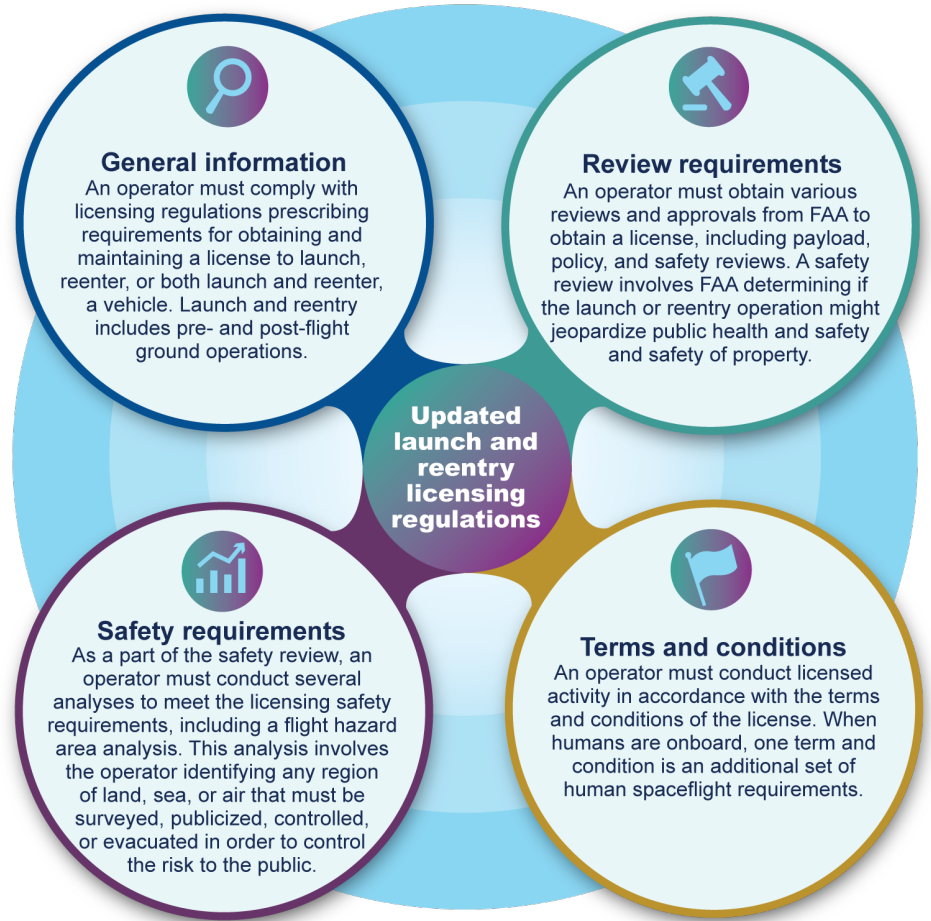 General information
An operator must comply with
licensing regulations prescribing
requirements for obtaining and
maintaining a license to launch,
reenter, or both launch and reenter,
a vehicle. Launch and reentry
includes pre- and post-flight
ground operations.
Review requirements
An operator must obtain various
reviews and approvals from FAA to
obtain a license, including payload,
policy, and safety reviews. A safety
review involves FAA determining if
the launch or reentry operation might
jeopardize public health and safety
and safety of property.
Updated
launch and
reentry
licensing
regulations
Safety requirements
As a part of the safety review, an
operator must conduct several
analyses to meet the licensing safety
requirements, including a flight hazard
area analysis. This analysis involves
the operator identifying any region
of land, sea, or air that must be
surveyed, publicized, controlled,
or evacuated in order to control
the risk to the public.
Terms and conditions
An operator must conduct licensed
activity in accordance with the terms
and conditions of the license. When
humans are onboard, one term and
condition is an additional set of
human spaceflight requirements.